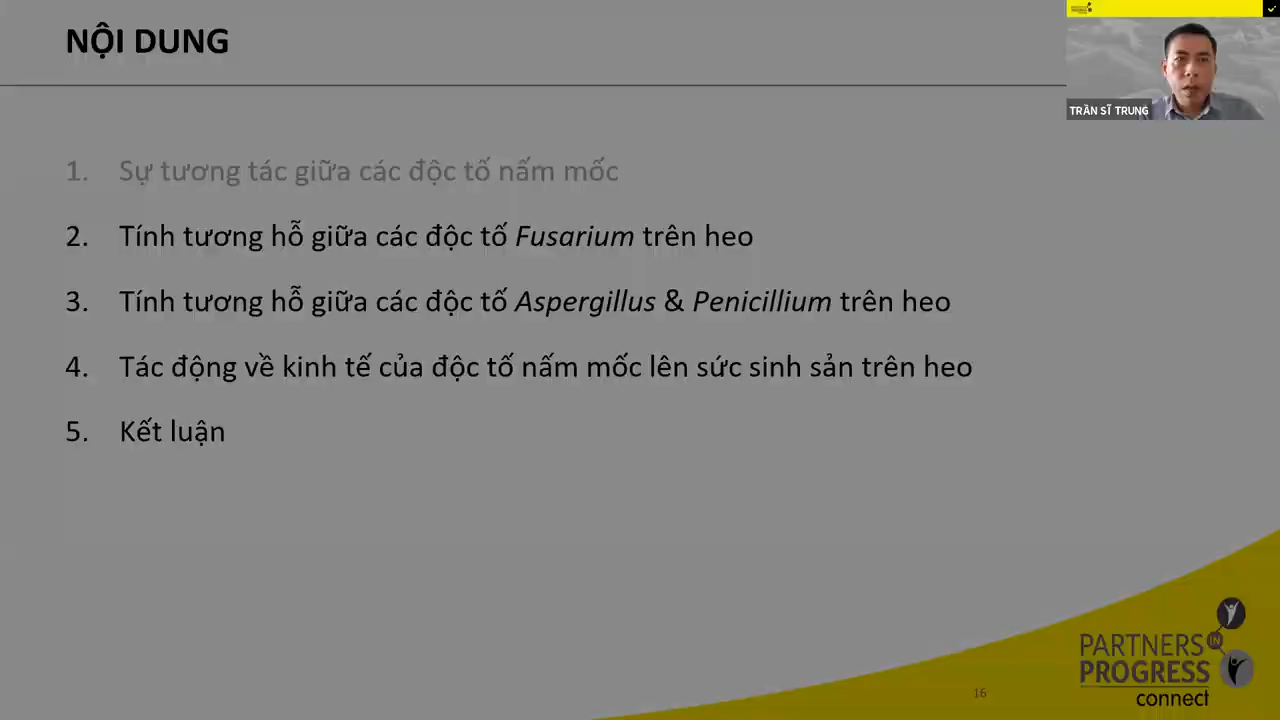 NỘI DUNG
TRẦN SĨ TRUNG
1. Sự tương tác giữa các độc tố nấm mốc
2. Tính tương hỗ giữa các độc tố Fusarium trên heo
3. Tính tương hỗ giữa các độc tố Aspergillus & Penicillium trên heo
4. Tác động về kinh tế của độc tố nấm mốc lên sức sinh sản trên heo
5. Kết luận
PARTNERS IN
PROGRESS
connect
16